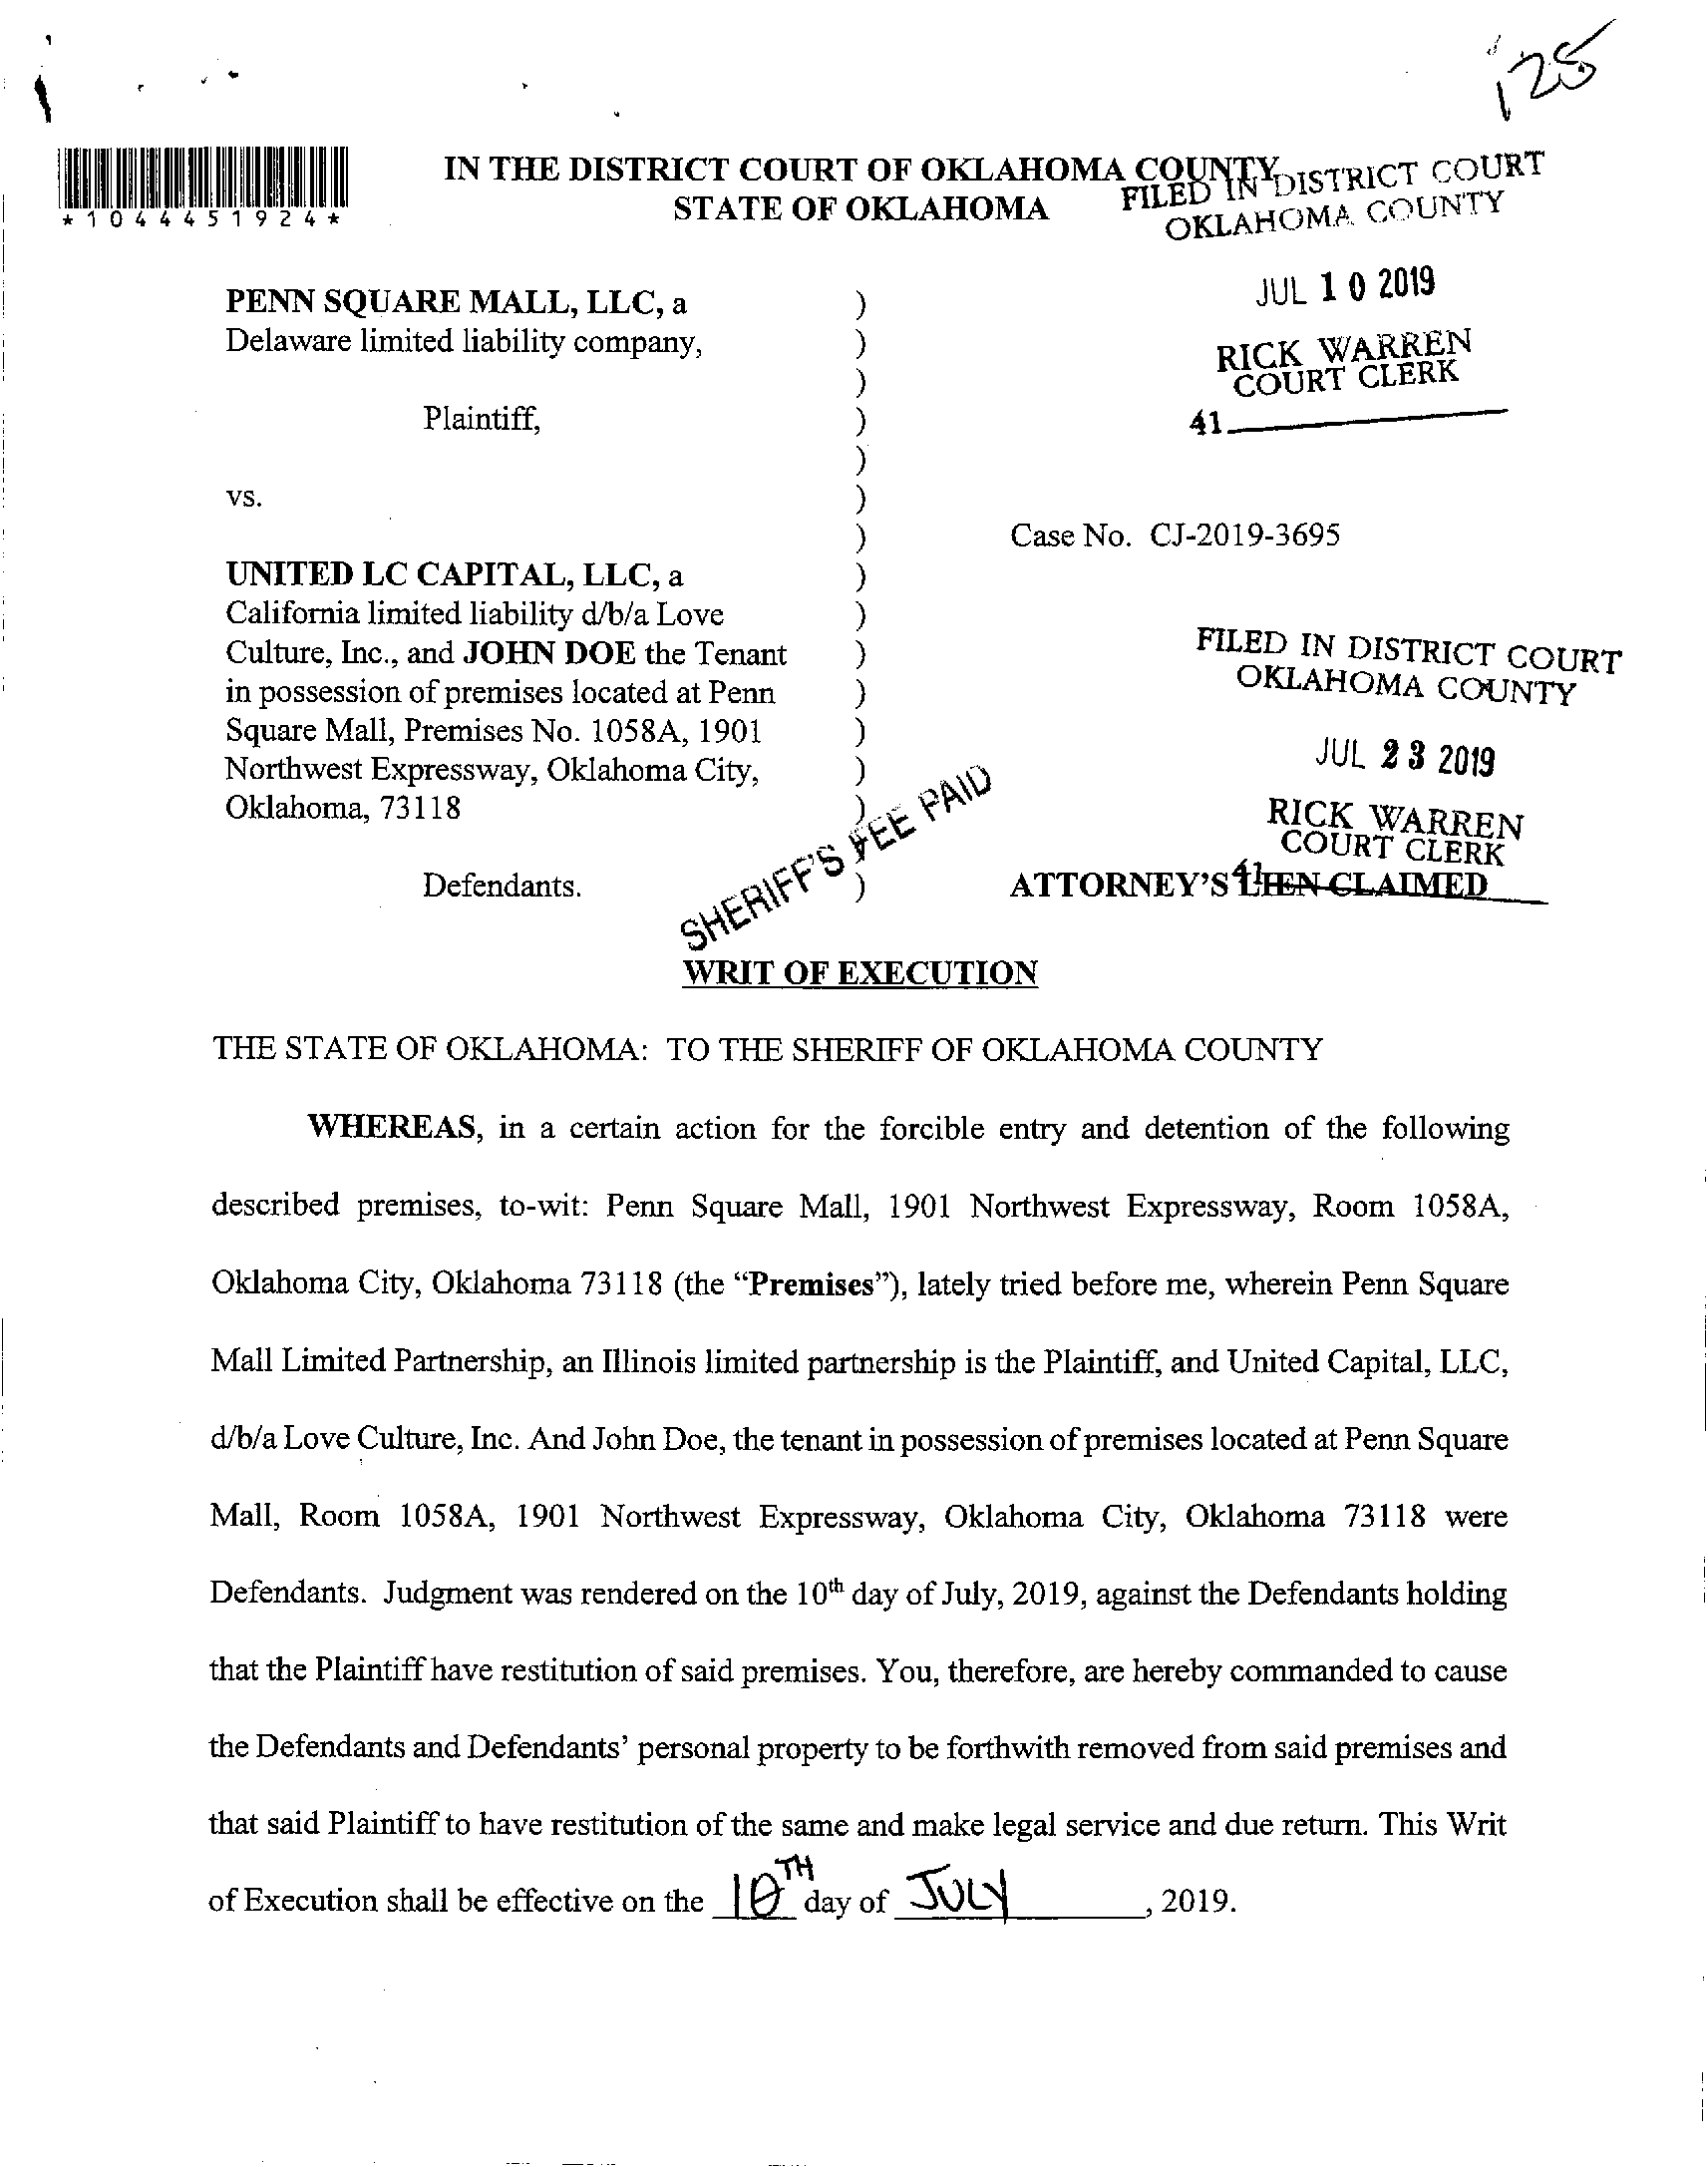 125
IN THE DISTRICT COURT OF OKLAHOMA COUNTY
STATE OF OKLAHOMA
FILED IN DISTRICT COURT
OKLAHOMA COUNTY
*1044451924*
JUL 10 2019
RICK WARREN
COURT CLERK
41
PENN SQUARE MALL, LLC, a )
Delaware limited liability company, )
)
Plaintiff, )
)
vs. )
) Case No. CJ-2019-3695
UNITED LC CAPITAL, LLC, a )
California limited liability d/b/a Love )
Culture, Inc., and JOHN DOE the Tenant )
in possession of premises located at Penn )
Square Mall, Premises No. 1058A, 1901 )
Northwest Expressway, Oklahoma City, )
Oklahoma, 73118 )
FILED IN DISTRICT COURT
OKLAHOMA COUNTY
JUL 23 2019
RICK WARREN
COURT CLERK
41
SHERIFF'S FEE PAID
Defendants. ) ATTORNEY'S LIEN CLAIMED
WRIT OF EXECUTION
THE STATE OF OKLAHOMA: TO THE SHERIFF OF OKLAHOMA COUNTY
WHEREAS, in a certain action for the forcible entry and detention of the following
described premises, to-wit: Penn Square Mall, 1901 Northwest Expressway, Room 1058A,
Oklahoma City, Oklahoma 73118 (the “Premises”), lately tried before me, wherein Penn Square
Mall Limited Partnership, an Illinois limited partnership is the Plaintiff, and United Capital, LLC,
d/b/a Love Culture, Inc. And John Doe, the tenant in possession of premises located at Penn Square
Mall, Room 1058A, 1901 Northwest Expressway, Oklahoma City, Oklahoma 73118 were
Defendants. Judgment was rendered on the 10th day of July, 2019, against the Defendants holding
that the Plaintiff have restitution of said premises. You, therefore, are hereby commanded to cause
the Defendants and Defendants’ personal property to be forthwith removed from said premises and
that said Plaintiff to have restitution of the same and make legal service and due return. This Writ
of Execution shall be effective on the 10TH day of JULY, 2019.